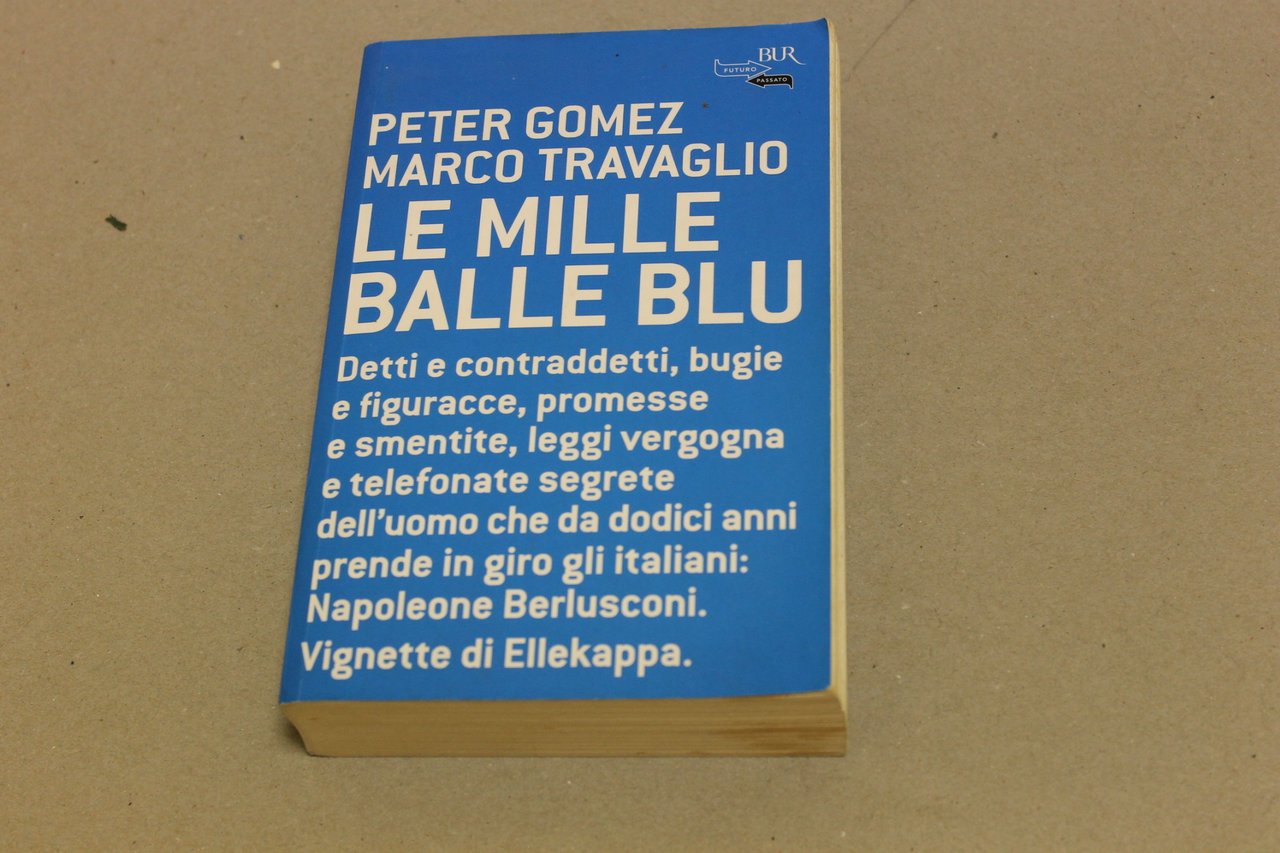 BUR
FUTURO
PASSATO
PETER GOMEZ
MARCO TRAVAGLIO
LE MILLE
BALLE BLU
Detti e contraddetti, bugie
e figuracce, promesse
e smentite, leggi vergogna
e telefonate segrete
dell'uomo che da dodici anni
prende in giro gli italiani:
Napoleone Berlusconi.
Vignette di Ellekappa.